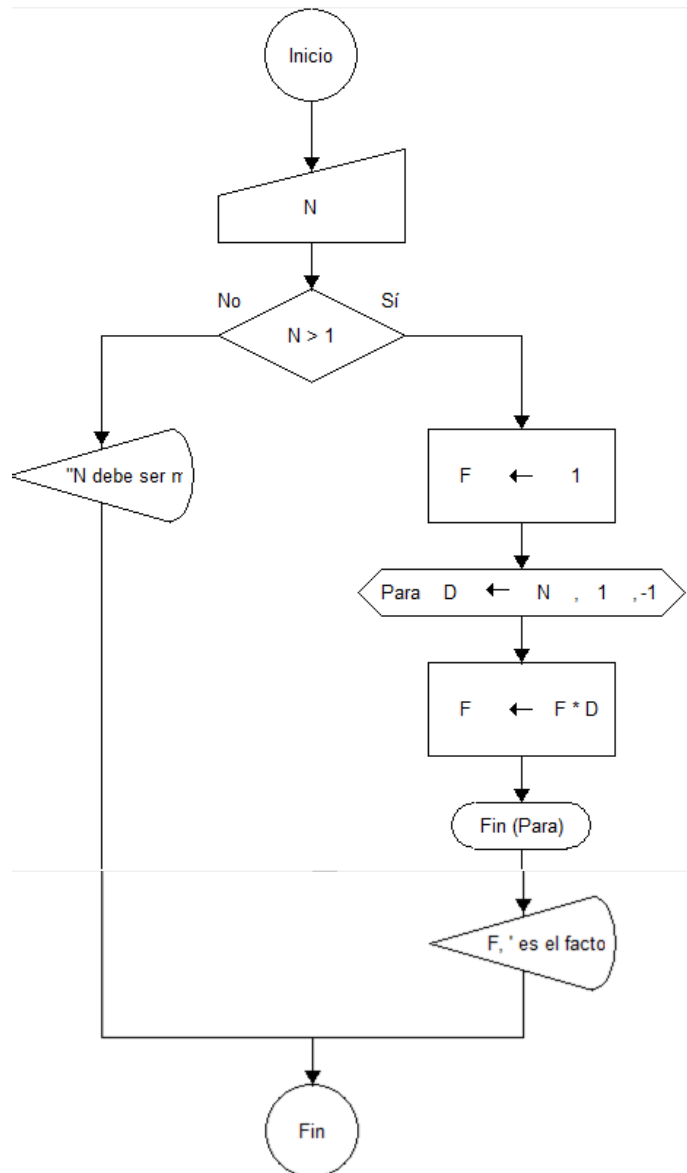 Inicio
N
No
Sí
N > 1
"N debe ser m
F ← 1
Para D ← N , 1 ,-1
F ← F * D
Fin (Para)
F, ' es el facto
Fin